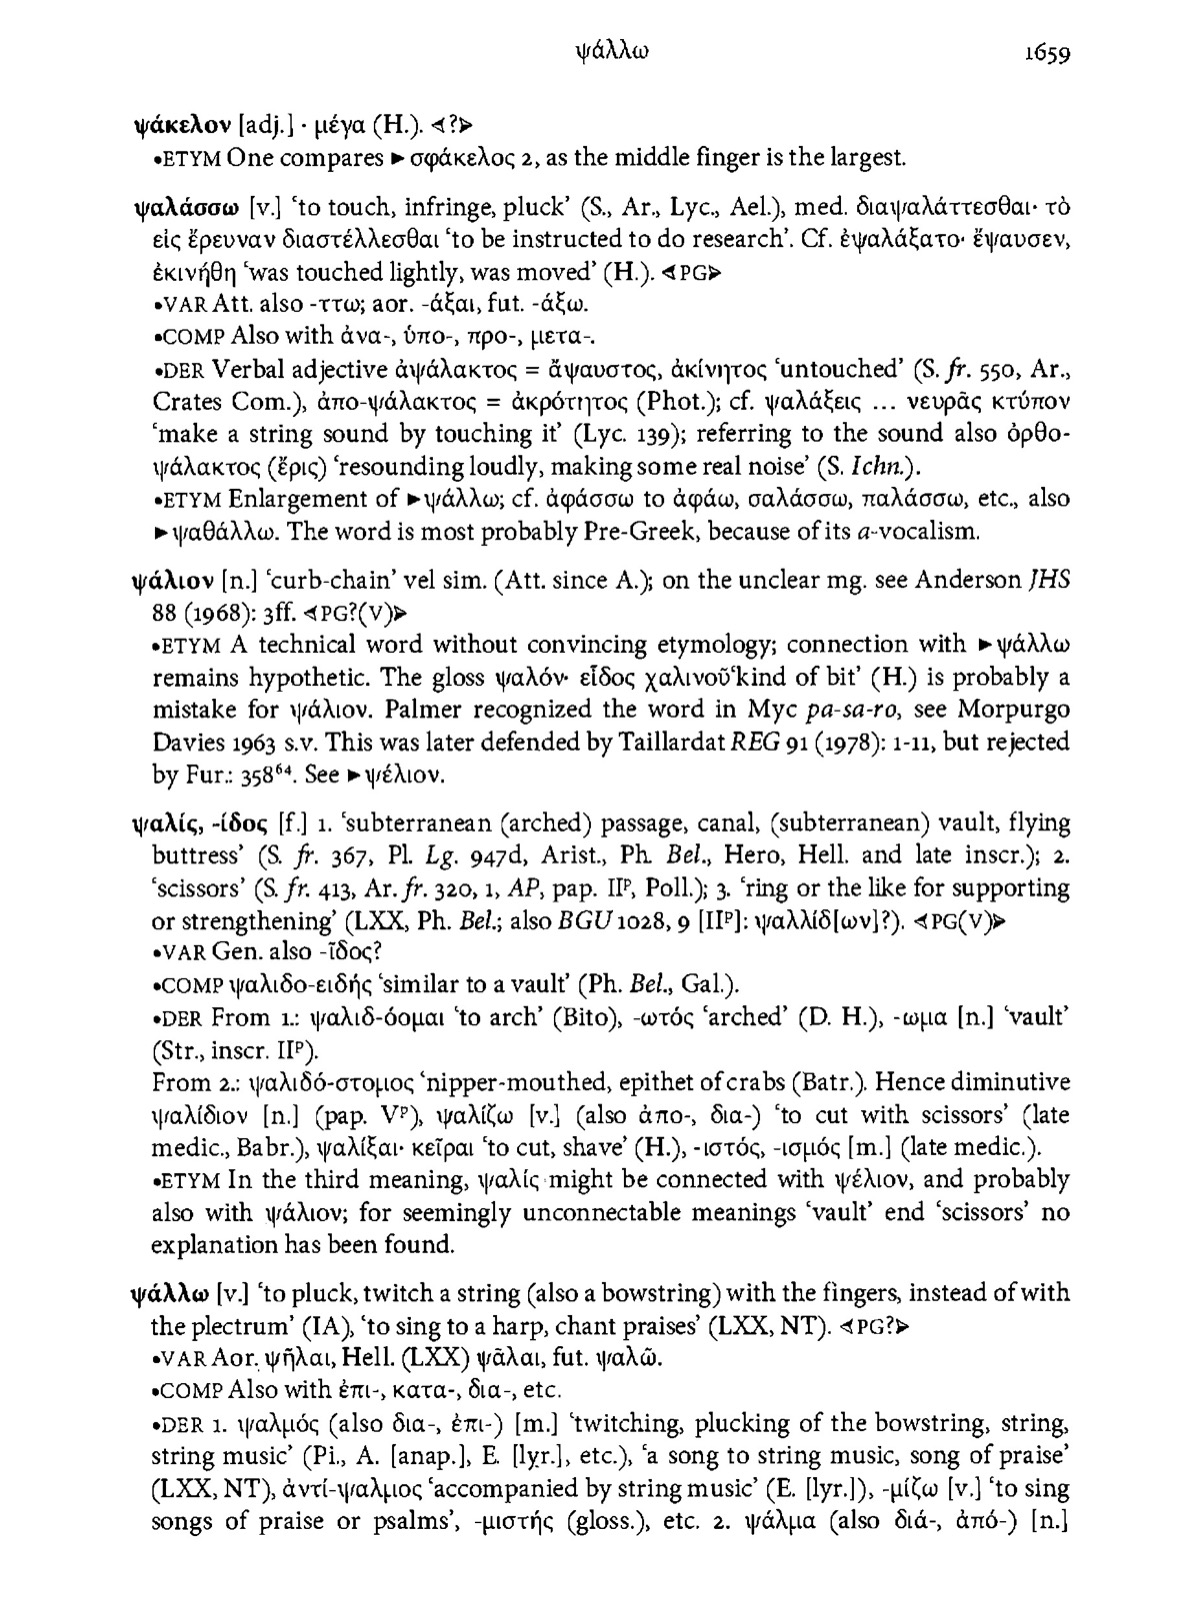 ψάλλω 1659
ψάκελον [adj.] · μέγα (H.). ⊲?⊳
•ETYM One compares ►σφάκελος 2, as the middle finger is the largest.
ψαλάσσω [v.] ‘to touch, infringe, pluck’ (S., Ar., Lyc., Ael.), med. διαψαλάττεσθαι· τὸ
εἰς ἔρευναν διαστέλλεσθαι ‘to be instructed to do research’. Cf. ἐψαλάξατο· ἔψαυσεν,
ἐκινήθη ‘was touched lightly, was moved’ (H.). ⊲PG⊳
•VAR Att. also -ττω; aor. -άξαι, fut. -άξω.
•COMP Also with ἀνα-, ὑπο-, προ-, μετα-.
•DER Verbal adjective ἀψάλακτος = ἄψαυστος, ἀκίνητος ‘untouched’ (S. fr. 550, Ar.,
Crates Com.), ἀπο-ψάλακτος = ἀκρότητος (Phot.); cf. ψαλάξεις ... νευρᾶς κτύπον
‘make a string sound by touching it’ (Lyc. 139); referring to the sound also ὀρθο-
ψάλακτος (ἔρις) ‘resounding loudly, making some real noise’ (S. Ichn.).
•ETYM Enlargement of ►ψάλλω; cf. ἀφάσσω to ἀφάω, σαλάσσω, παλάσσω, etc., also
►ψαθάλλω. The word is most probably Pre-Greek, because of its a-vocalism.
ψάλιον [n.] ‘curb-chain’ vel sim. (Att. since A.); on the unclear mg. see Anderson JHS
88 (1968): 3ff. ⊲PG?(V)⊳
•ETYM A technical word without convincing etymology; connection with ►ψάλλω
remains hypothetic. The gloss ψαλόν· εἶδος χαλινοῦ‘kind of bit’ (H.) is probably a
mistake for ψάλιον. Palmer recognized the word in Myc pa-sa-ro, see Morpurgo
Davies 1963 s.v. This was later defended by Taillardat REG 91 (1978): 1-11, but rejected
by Fur.: 358⁶⁴. See ►ψέλιον.
ψαλίς, -ίδος [f.] 1. ‘subterranean (arched) passage, canal, (subterranean) vault, flying
buttress’ (S. fr. 367, Pl. Lg. 947d, Arist., Ph. Bel., Hero, Hell. and late inscr.); 2.
‘scissors’ (S. fr. 413, Ar. fr. 320, 1, AP, pap. IIᵖ, Poll.); 3. ‘ring or the like for supporting
or strengthening’ (LXX, Ph. Bel.; also BGU 1028, 9 [IIᵖ]: ψαλλίδ[ων]?). ⊲PG(V)⊳
•VAR Gen. also -ῖδος?
•COMP ψαλιδο-ειδής ‘similar to a vault’ (Ph. Bel., Gal.).
•DER From 1.: ψαλιδ-όομαι ‘to arch’ (Bito), -ωτός ‘arched’ (D. H.), -ωμα [n.] ‘vault’
(Str., inscr. IIᵖ).
From 2.: ψαλιδό-στομος ‘nipper-mouthed, epithet of crabs (Batr.). Hence diminutive
ψαλίδιον [n.] (pap. Vᵖ), ψαλίζω [v.] (also ἀπο-, δια-) ‘to cut with scissors’ (late
medic., Babr.), ψαλίξαι· κεῖραι ‘to cut, shave’ (H.), -ιστός, -ισμός [m.] (late medic.).
•ETYM In the third meaning, ψαλίς might be connected with ψέλιον, and probably
also with ψάλιον; for seemingly unconnectable meanings ‘vault’ end ‘scissors’ no
explanation has been found.
ψάλλω [v.] ‘to pluck, twitch a string (also a bowstring) with the fingers, instead of with
the plectrum’ (IA), ‘to sing to a harp, chant praises’ (LXX, NT). ⊲PG?⊳
•VAR Aor. ψῆλαι, Hell. (LXX) ψᾶλαι, fut. ψαλῶ.
•COMP Also with ἐπι-, κατα-, δια-, etc.
•DER 1. ψαλμός (also δια-, ἐπι-) [m.] ‘twitching, plucking of the bowstring, string,
string music’ (Pi., A. [anap.], E. [lyr.], etc.), ‘a song to string music, song of praise’
(LXX, NT), ἀντί-ψαλμος ‘accompanied by string music’ (E. [lyr.]), -μίζω [v.] ‘to sing
songs of praise or psalms’, -μιστής (gloss.), etc. 2. ψάλμα (also διά-, ἀπό-) [n.]